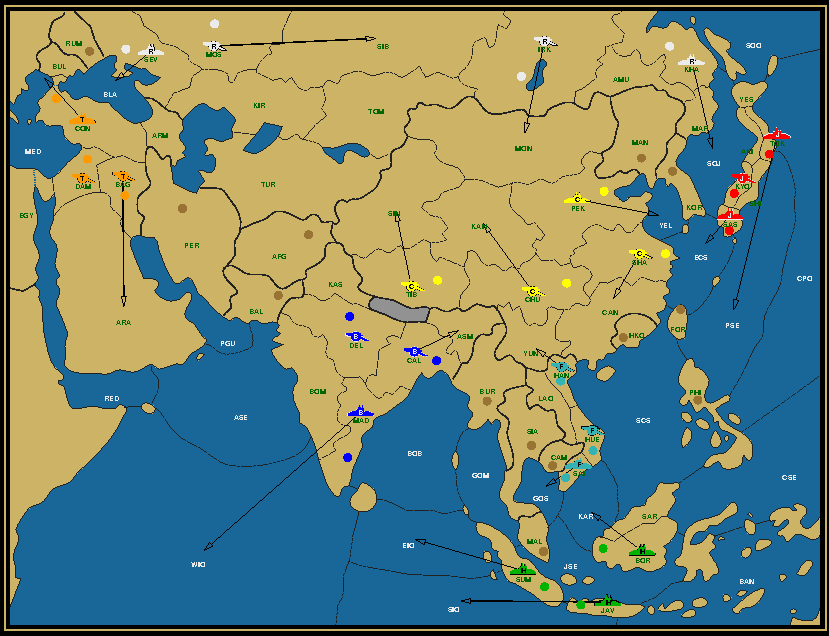 RUM
R
SEV
R
MOS
SIB
R
IRK
R
KHA
SOO
BUL
BLA
AMU
YES
T
CON
KIR
TOM
ARM
MON
MAN
MAR
SOJ
AKI
J
TOK
MED
T
DAM
T
BAG
TUR
J
KYO
EGY
SIN
C
PEK
KOR
J
SAS
KAN
YEL
PER
AFG
KAS
C
TIB
C
CHU
C
SHA
ECS
CPO
ARA
BAL
CAN
PSE
PGU
B
DEL
B
CAL
ASM
HKG
FOR
YUN
F
HAN
RED
ASE
BOM
B
MAD
BUR
LAO
PHI
SCS
SIA
F
HUE
BOB
CAM
F
SAI
GOM
GOS
CSE
KAR
SAR
WIO
EIO
MAL
H
BOR
H
SUM
JSE
BAN
SIO
H
JAV